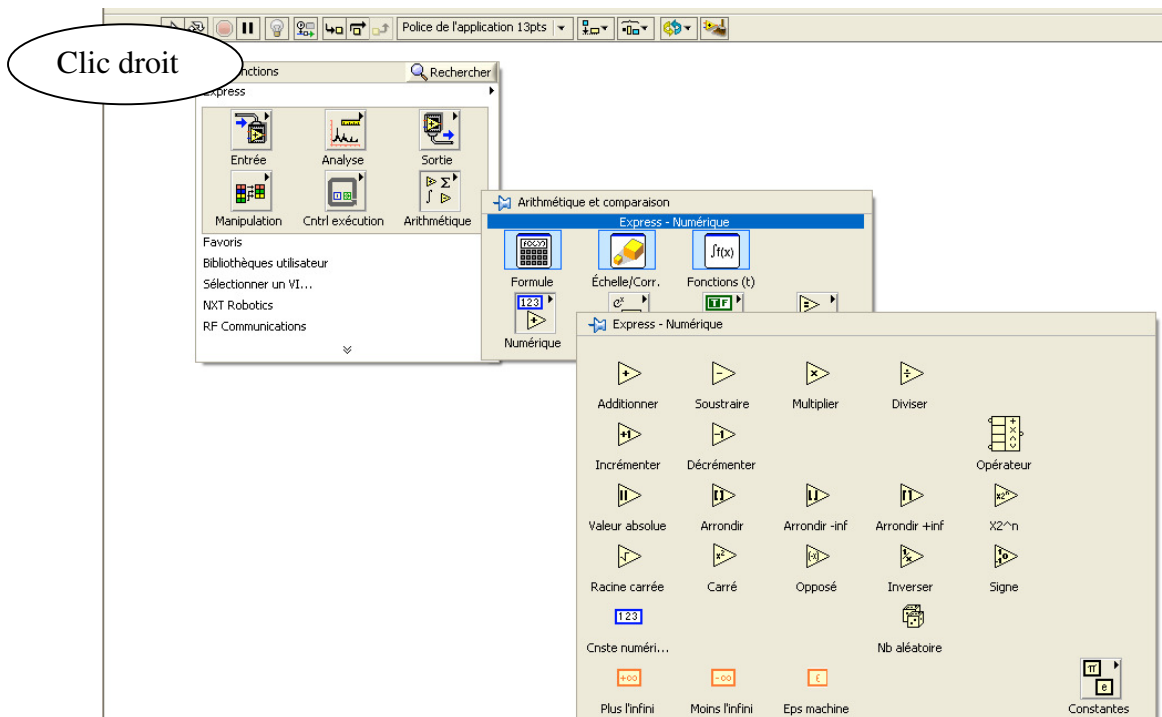 Police de l'application 13pts
Clic droit
nctions
Rechercher
Express
Entrée Analyse Sortie
Manipulation Cntrl exécution Arithmétique
Favoris
Bibliothèques utilisateur
Sélectionner un VI...
NXT Robotics
RF Communications
Arithmétique et comparaison
Express - Numérique
Formule Échelle/Corr. Fonctions (t)
Numérique
Express - Numérique
Additionner Soustraire Multiplier Diviser
Incrémenter Décrémenter Opérateur
Valeur absolue Arrondir Arrondir -inf Arrondir +inf X2^n
Racine carrée Carré Opposé Inverser Signe
123
Cnste numéri... Nb aléatoire
+∞ -∞ ε π e
Plus l'infini Moins l'infini Eps machine Constantes